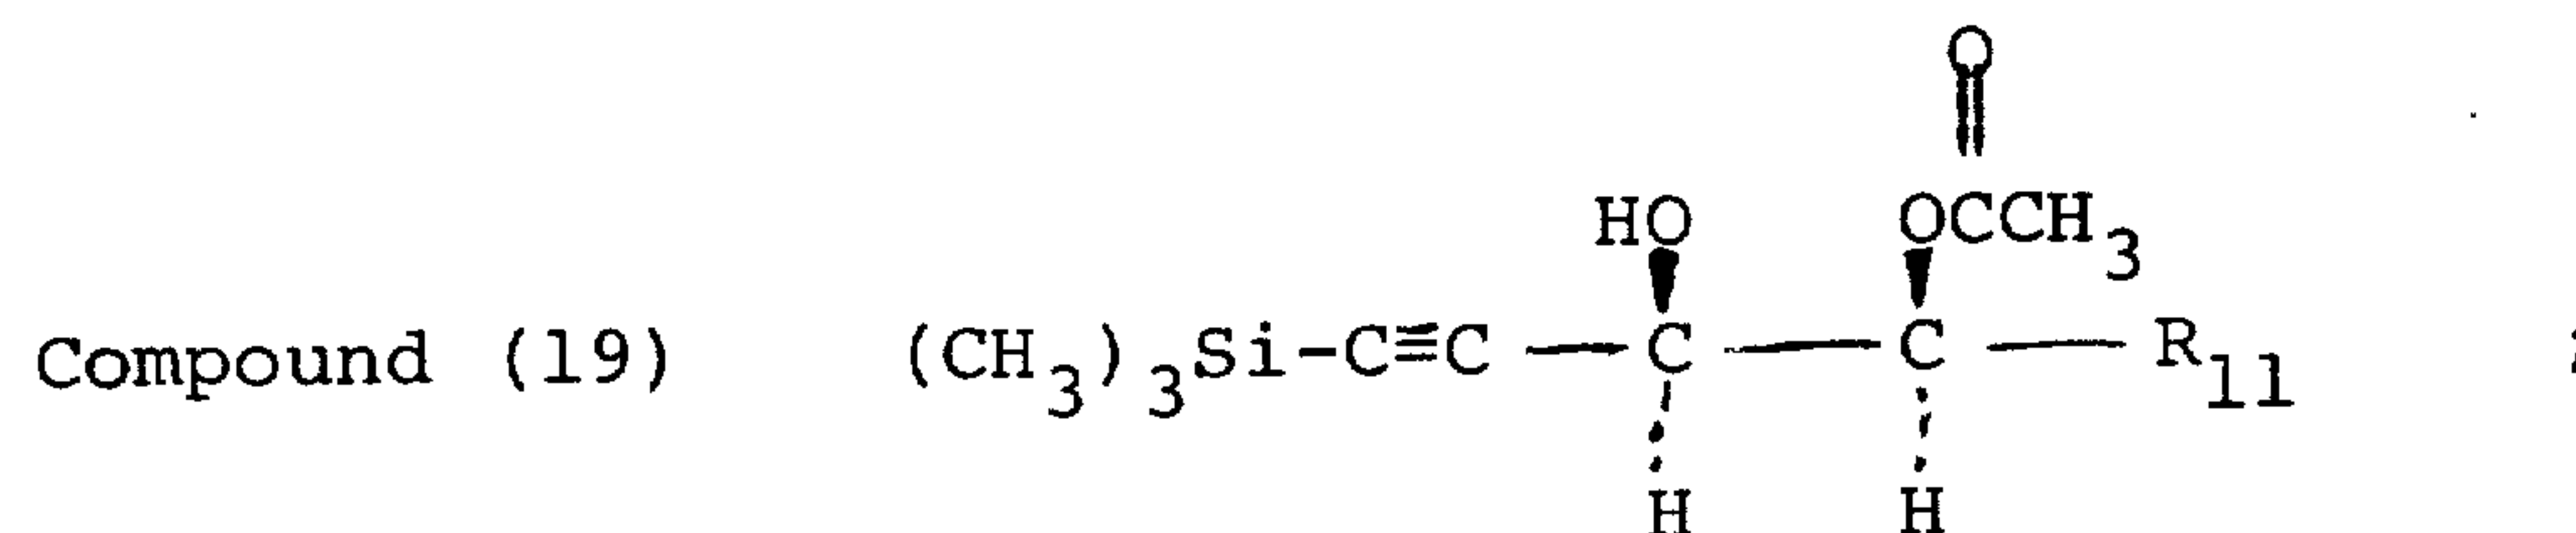 O
HO OCCH3
Compound (19) (CH3)3Si-C≡C — C — C — R11
H H